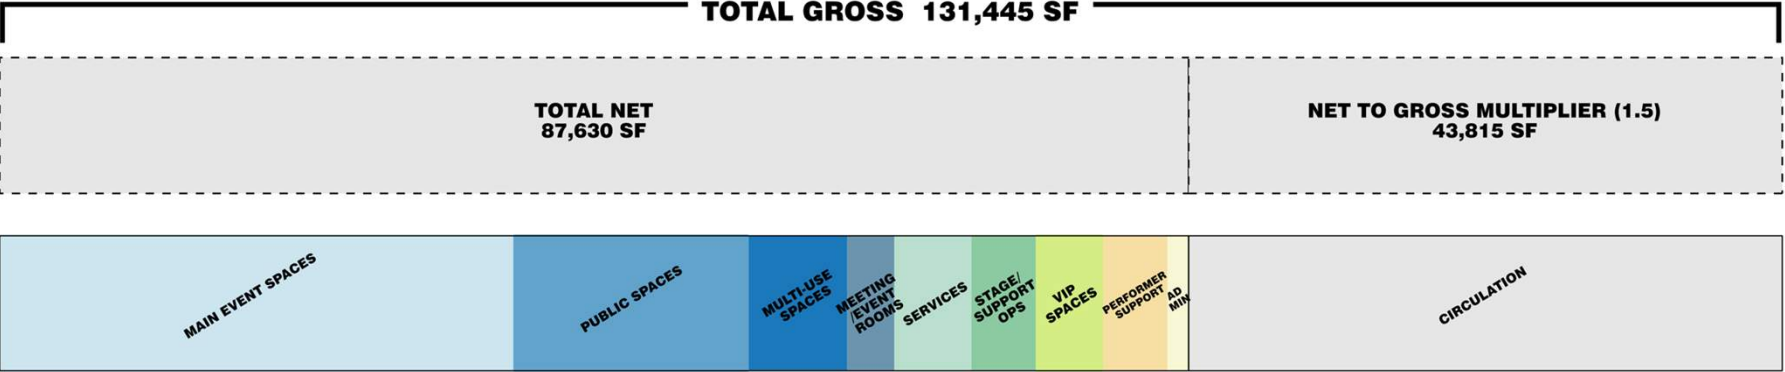 TOTAL GROSS 131,445 SF
TOTAL NET
87,630 SF
NET TO GROSS MULTIPLIER (1.5)
43,815 SF
MAIN EVENT SPACES
PUBLIC SPACES
MULTI-USE
SPACES
MEETING
/EVENT
ROOMS
SERVICES
STAGE/
SUPPORT
OPS
VIP
SPACES
PERFORMER
SUPPORT
AD
MIN
CIRCULATION